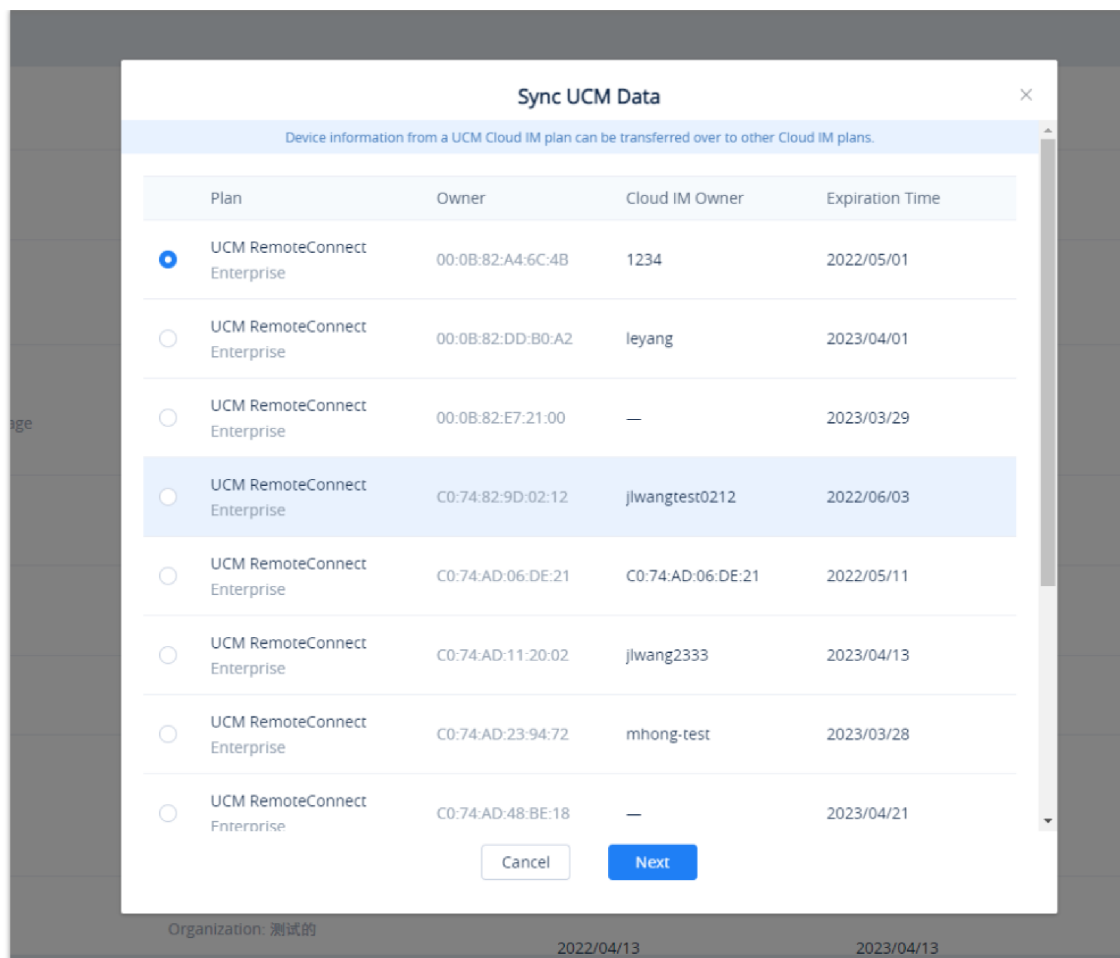 Sync UCM Data
Device information from a UCM Cloud IM plan can be transferred over to other Cloud IM plans.
Plan Owner Cloud IM Owner Expiration Time
UCM RemoteConnect
Enterprise
00:0B:82:A4:6C:4B 1234 2022/05/01
UCM RemoteConnect
Enterprise
00:0B:82:DD:B0:A2 leyang 2023/04/01
UCM RemoteConnect
Enterprise
00:0B:82:E7:21:00 — 2023/03/29
UCM RemoteConnect
Enterprise
C0:74:82:9D:02:12 jlwangtest0212 2022/06/03
UCM RemoteConnect
Enterprise
C0:74:AD:06:DE:21 C0:74:AD:06:DE:21 2022/05/11
UCM RemoteConnect
Enterprise
C0:74:AD:11:20:02 jlwang2333 2023/04/13
UCM RemoteConnect
Enterprise
C0:74:AD:23:94:72 mhong-test 2023/03/28
UCM RemoteConnect
Enterprise
C0:74:AD:48:BE:18 — 2023/04/21
Cancel Next
Organization: 测试的
2022/04/13 2023/04/13